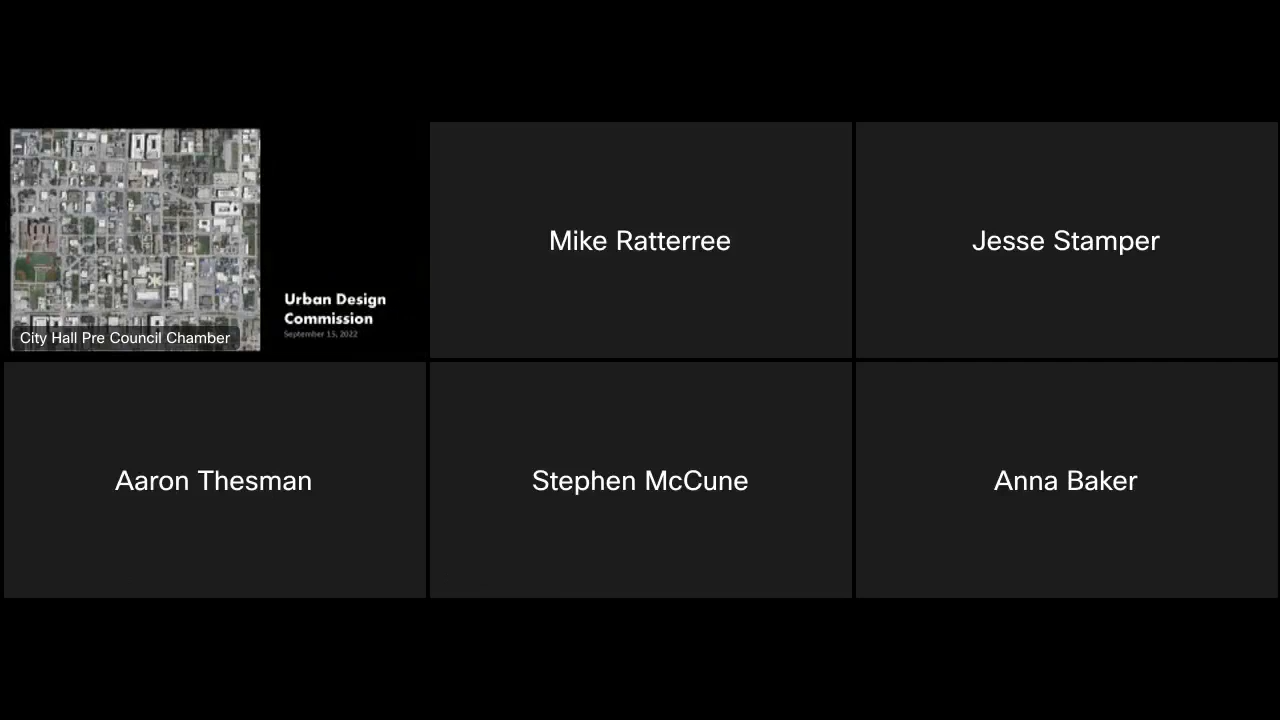 Urban Design
Commission
September 15, 2022
City Hall Pre Council Chamber
Mike Ratterree
Jesse Stamper
Aaron Thesman
Stephen McCune
Anna Baker